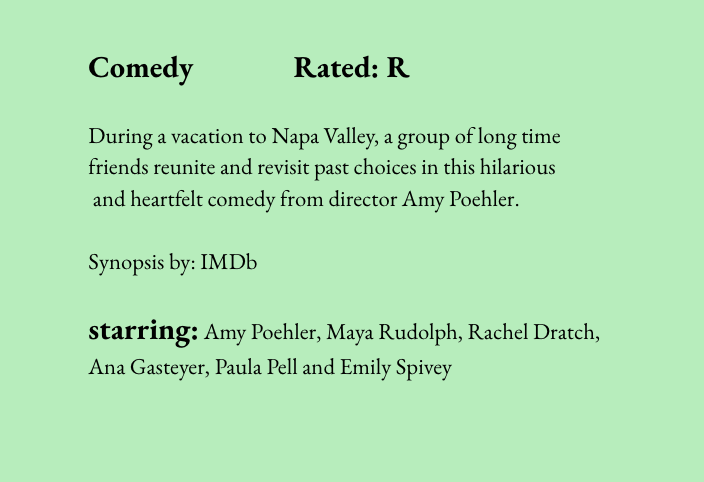 Comedy Rated: R
During a vacation to Napa Valley, a group of long time
friends reunite and revisit past choices in this hilarious
and heartfelt comedy from director Amy Poehler.
Synopsis by: IMDb
starring: Amy Poehler, Maya Rudolph, Rachel Dratch,
Ana Gasteyer, Paula Pell and Emily Spivey